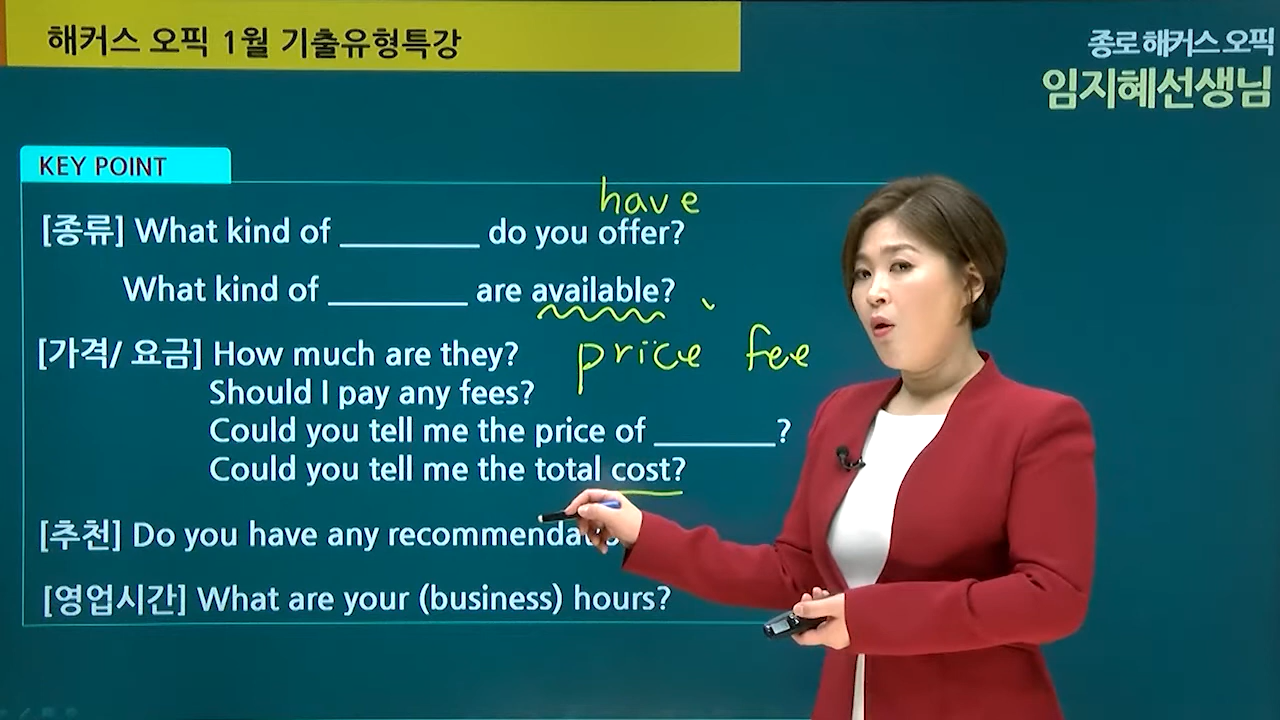 해커스 오픽 1월 기출유형특강
종로 해커스 오픽
임지혜선생님
KEY POINT
have
[종류] What kind of ________ do you offer?
What kind of ________ are available?
[가격/ 요금] How much are they?
price fee
Should I pay any fees?
Could you tell me the price of _______?
Could you tell me the total cost?
[추천] Do you have any
[영업시간] What are your (business) hours?